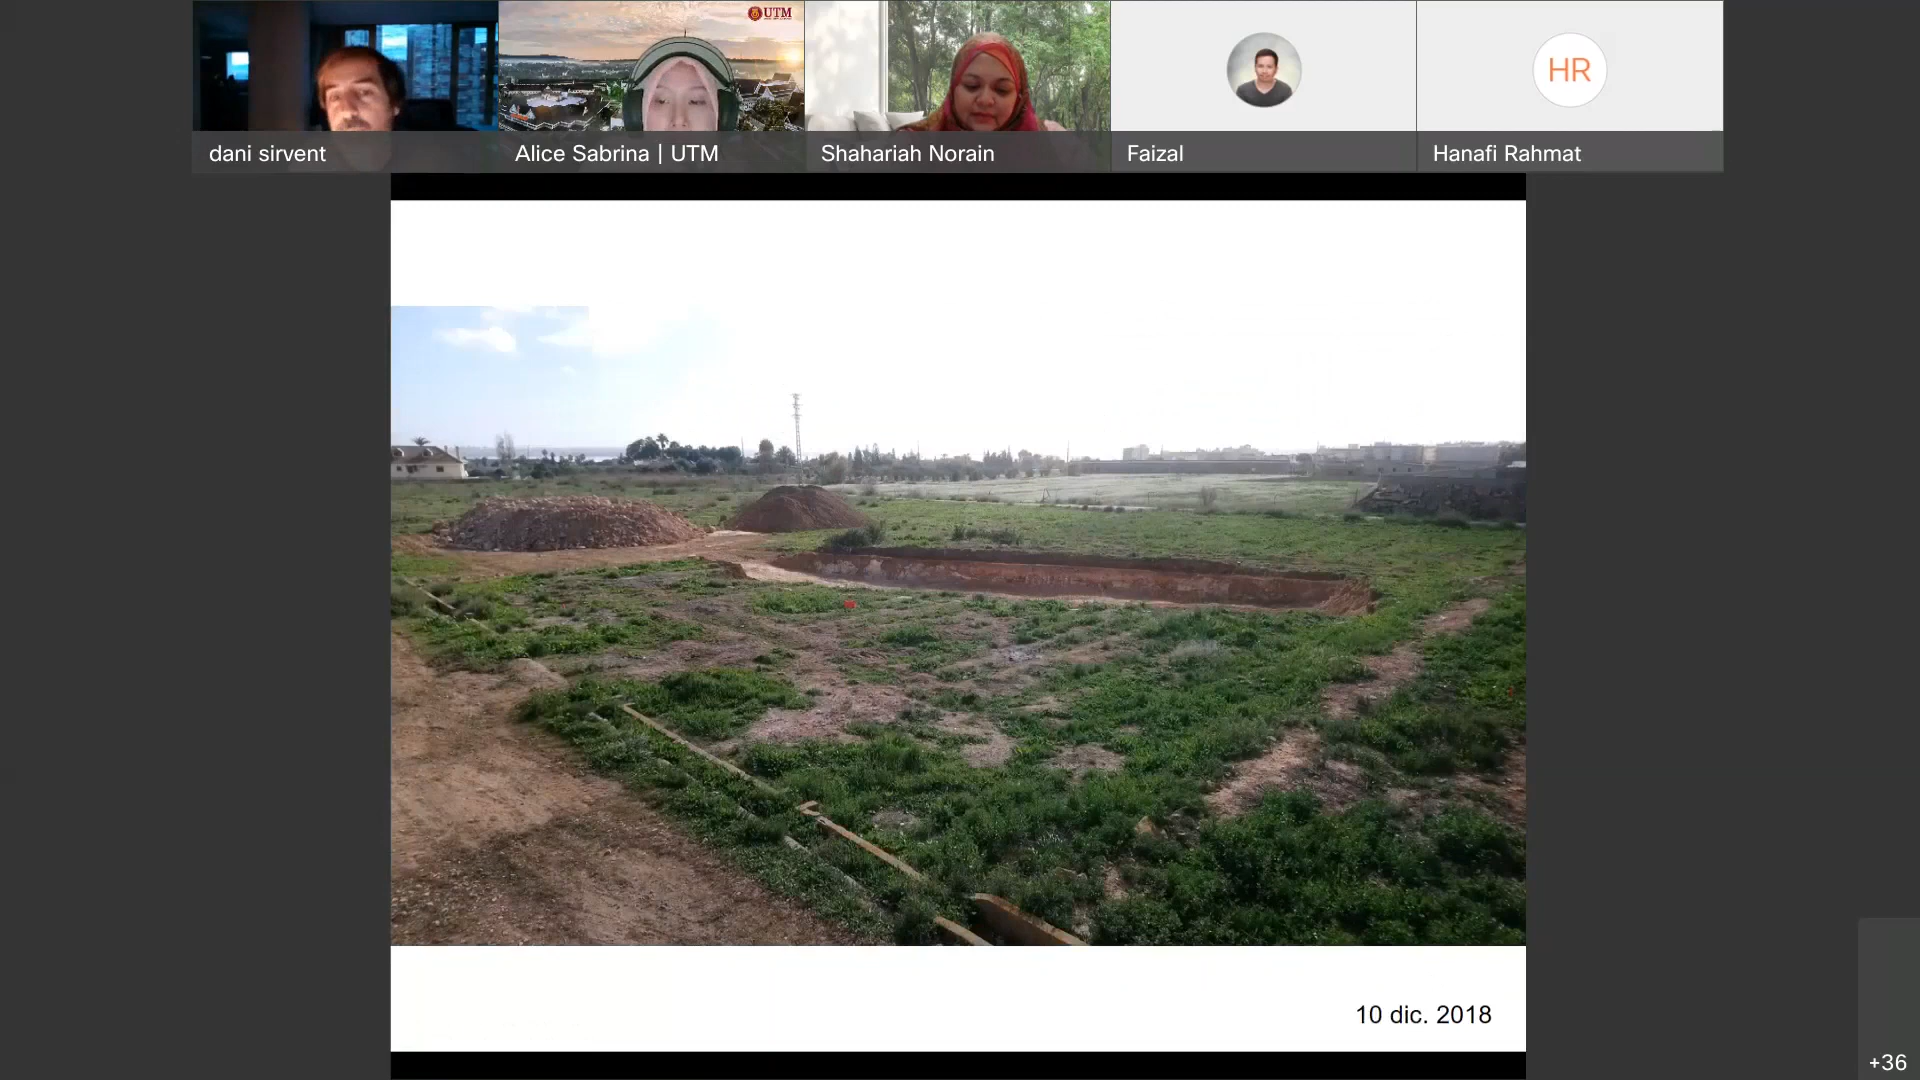 UTM
dani sirvent
Alice Sabrina | UTM
Shahariah Norain
Faizal
HR
Hanafi Rahmat
10 dic. 2018
+36